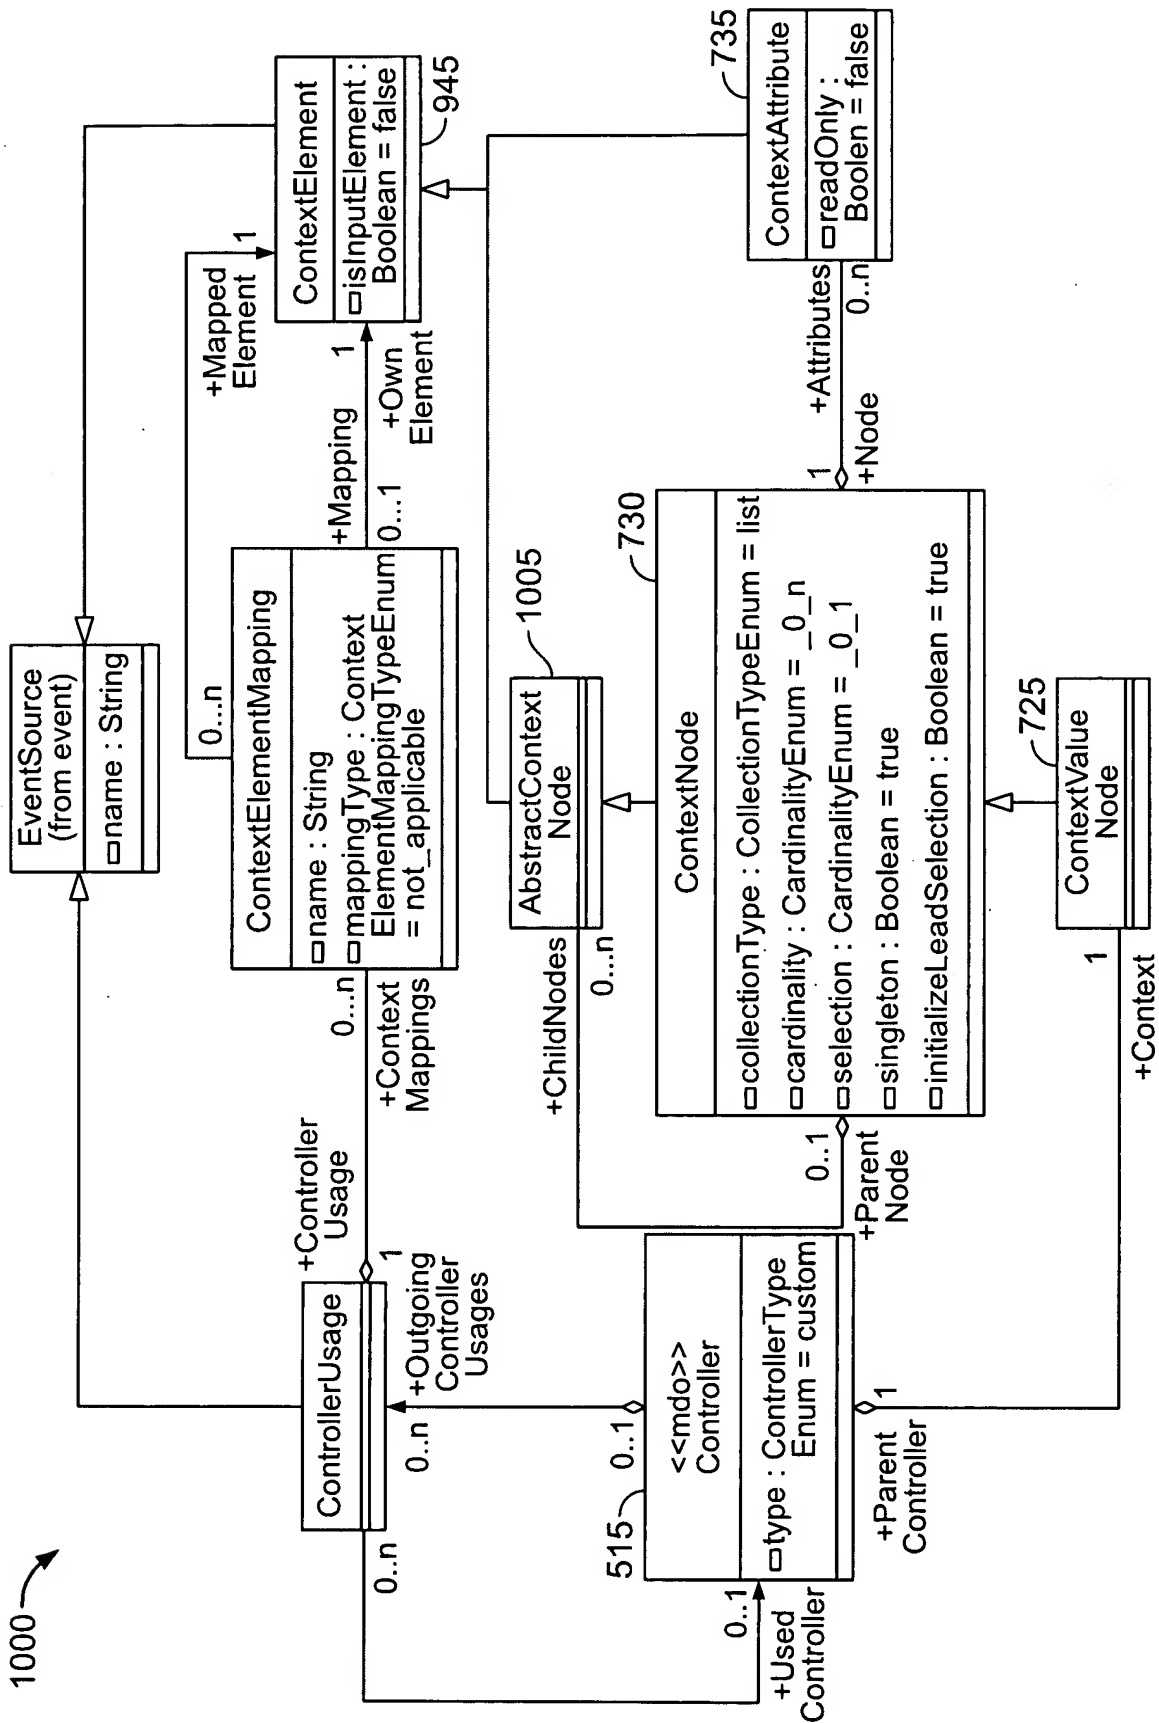 1000
EventSource
(from event)
name : String
+Mapped
Element
1
0...n
ContextElement
isInputElement :
Boolean = false
945
ContextElementMapping
name : String
mappingType : Context
ElementMappingTypeEnum
= not_applicable
+Mapping
0...1
1
+Own
Element
0...n
+Context
Mappings
+Controller
Usage
1
ControllerUsage
0..n
+Outgoing
Controller
Usages
0..n
AbstractContext
Node
1005
+ChildNodes
0...n
ContextNode
730
collectionType : CollectionTypeEnum = list
cardinality : CardinalityEnum = _0_n
selection : CardinalityEnum = _0_1
singleton : Boolean = true
initializeLeadSelection : Boolean = true
0..1
+Parent
Node
1
+Node
+Attributes
0..n
ContextAttribute
735
readOnly :
Boolen = false
<<mdo>>
Controller
type : ControllerType
Enum = custom
515
0..1
0..1
+Used
Controller
1
+Parent
Controller
ContextValue
Node
725
1
+Context